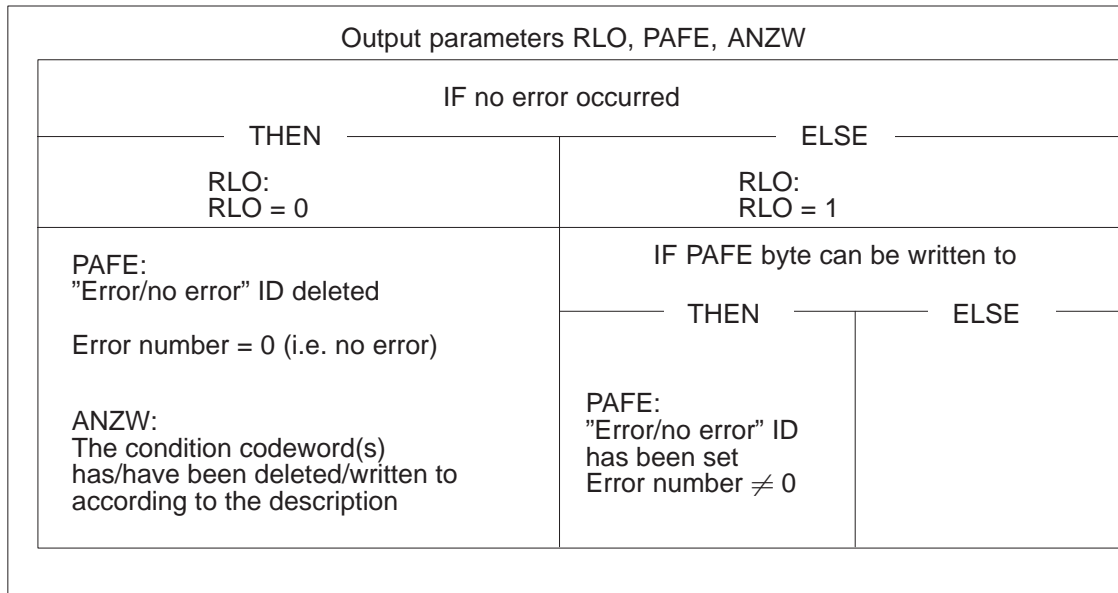 Output parameters RLO, PAFE, ANZW
IF no error occurred
THEN
ELSE
RLO:
RLO = 0
RLO:
RLO = 1
PAFE:
”Error/no error” ID deleted
Error number = 0 (i.e. no error)
ANZW:
The condition codeword(s)
has/have been deleted/written to
according to the description
IF PAFE byte can be written to
THEN
ELSE
PAFE:
”Error/no error” ID
has been set
Error number ≠ 0